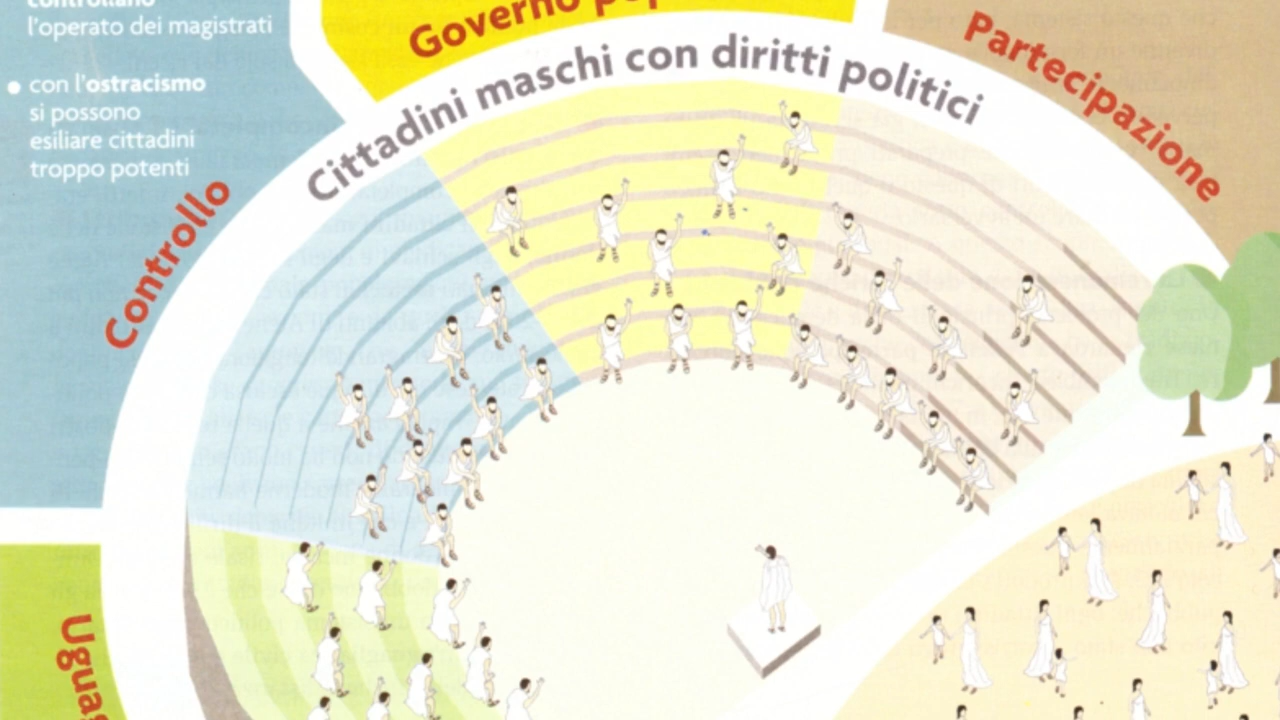 controllano
l'operato dei magistrati
● con l'ostracismo
si possono
esiliare cittadini
troppo potenti
Controllo
Governo
Partecipazione
Cittadini maschi con diritti politici